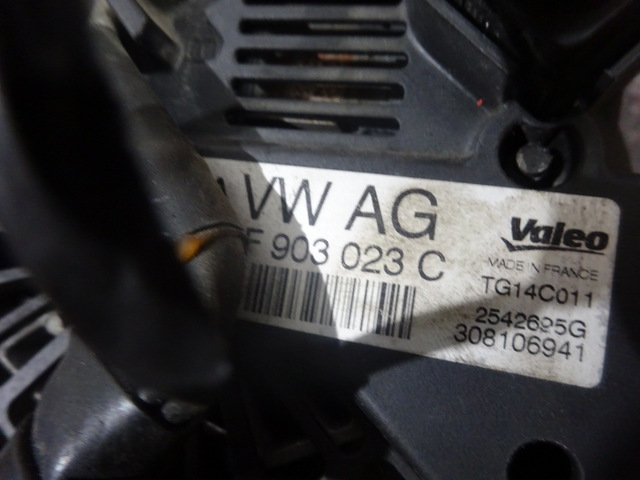 VW AG
F 903 023 C
Valeo
MADE IN FRANCE
TG14C011
2542695G
308106941